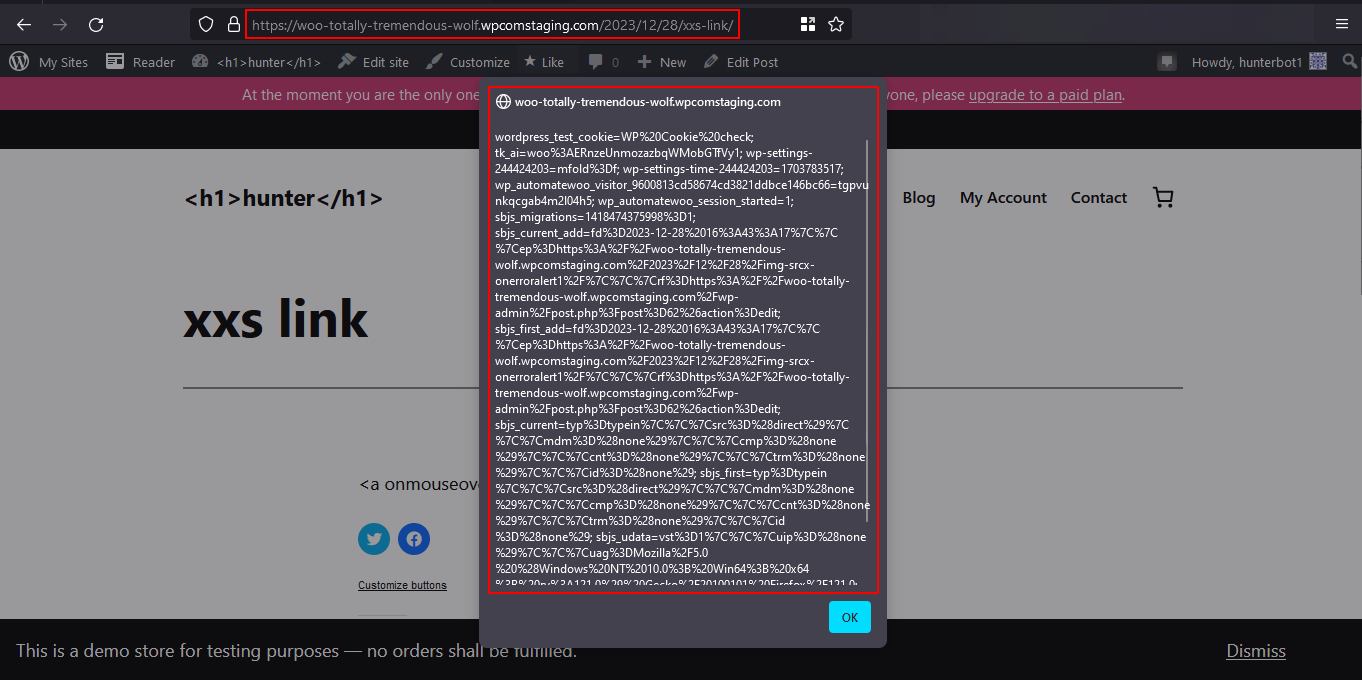 https://woo-totally-tremendous-wolf.wpcomstaging.com/2023/12/28/xxs-link/
My Sites Reader <h1>hunter</h1> Edit site Customize Like 0 New Edit Post Howdy, hunterbot1
At the moment you are the only one
one, please upgrade to a paid plan.
woo-totally-tremendous-wolf.wpcomstaging.com
wordpress_test_cookie=WP%20Cookie%20check;
tk_ai=woo%3AERnzeUnmozazbqWMobGTfVy1; wp-settings-
244424203=mfold%3Df; wp-settings-time-244424203=1703783517;
wp_automatewoo_visitor_9600813cd58674cd3821ddbce146bc66=tgpvu
nkqcgab4m2l04h5; wp_automatewoo_session_started=1;
sbjs_migrations=1418474375998%3D1;
sbjs_current_add=fd%3D2023-12-28%2016%3A43%3A17%7C%7C
%7Cep%3Dhttps%3A%2F%2Fwoo-totally-tremendous-
wolf.wpcomstaging.com%2F2023%2F12%2F28%2Fimg-srcx-
onerroralert1%2F%7C%7C%7Crf%3Dhttps%3A%2F%2Fwoo-totally-
tremendous-wolf.wpcomstaging.com%2Fwp-
admin%2Fpost.php%3Fpost%3D62%26action%3Dedit;
sbjs_first_add=fd%3D2023-12-28%2016%3A43%3A17%7C%7C
%7Cep%3Dhttps%3A%2F%2Fwoo-totally-tremendous-
wolf.wpcomstaging.com%2F2023%2F12%2F28%2Fimg-srcx-
onerroralert1%2F%7C%7C%7Crf%3Dhttps%3A%2F%2Fwoo-totally-
tremendous-wolf.wpcomstaging.com%2Fwp-
admin%2Fpost.php%3Fpost%3D62%26action%3Dedit;
sbjs_current=typ%3Dtypein%7C%7C%7Csrc%3D%28direct%29%7C
%7C%7Cmdm%3D%28none%29%7C%7C%7Ccmp%3D%28none
%29%7C%7C%7Ccnt%3D%28none%29%7C%7C%7Ctrm%3D%28none
%29%7C%7C%7Cid%3D%28none%29; sbjs_first=typ%3Dtypein
%7C%7C%7Csrc%3D%28direct%29%7C%7C%7Cmdm%3D%28none
%29%7C%7C%7Ccmp%3D%28none%29%7C%7C%7Ccnt%3D%28none
%29%7C%7C%7Ctrm%3D%28none%29%7C%7C%7Cid
%3D%28none%29; sbjs_udata=vst%3D1%7C%7C%7Cuip%3D%28none
%29%7C%7C%7Cuag%3DMozilla%2F5.0
%20%28Windows%20NT%2010.0%3B%20Win64%3B%20x64
%3B%20rv%3A121.0%29%20Gecko%2F20100101%20Firefox%2F121.0;
OK
<h1>hunter</h1>
Blog My Account Contact
xxs link
<a onmouseove
Customize buttons
This is a demo store for testing purposes — no orders shall be fulfilled.
Dismiss